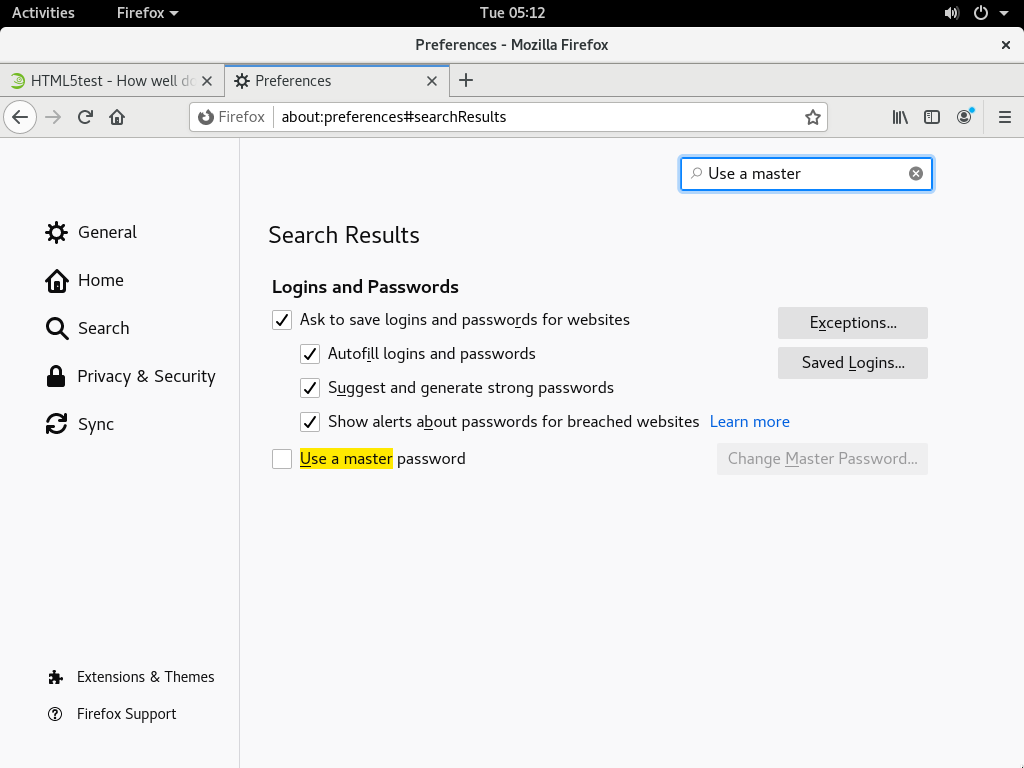 Activities Firefox Tue 05:12
Preferences - Mozilla Firefox
HTML5test - How well do Preferences
Firefox about:preferences#searchResults
Use a master
Search Results
General
Home
Search
Privacy & Security
Sync
Logins and Passwords
Ask to save logins and passwords for websites Exceptions...
Autofill logins and passwords Saved Logins...
Suggest and generate strong passwords
Show alerts about passwords for breached websites Learn more
Use a master password Change Master Password...
Extensions & Themes
Firefox Support